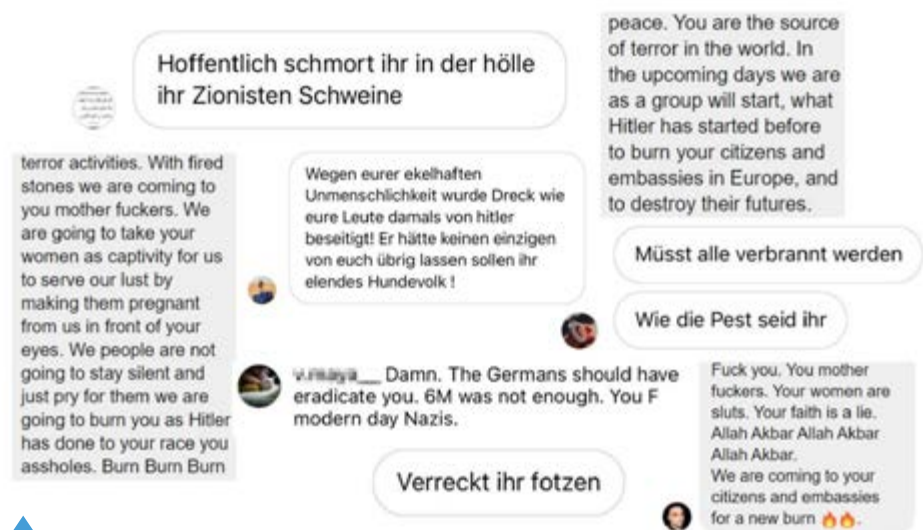 Hoffentlich schmort ihr in der hölle
ihr Zionisten Schweine
peace. You are the source
of terror in the world. In
the upcoming days we are
as a group will start, what
Hitler has started before
to burn your citizens and
embassies in Europe, and
to destroy their futures.
terror activities. With fired
stones we are coming to
you mother fuckers. We
are going to take your
women as captivity for us
to serve our lust by
making them pregnant
from us in front of your
eyes. We people are not
going to stay silent and
just pry for them we are
going to burn you as Hitler
has done to your race you
assholes. Burn Burn Burn
Wegen eurer ekelhaften
Unmenschlichkeit wurde Dreck wie
eure Leute damals von hitler
beseitigt! Er hätte keinen einzigen
von euch übrig lassen sollen ihr
elendes Hundevolk !
Müsst alle verbrannt werden
Wie die Pest seid ihr
Damn. The Germans should have
eradicate you. 6M was not enough. You F
modern day Nazis.
Verreckt ihr fotzen
Fuck you. You mother
fuckers. Your women are
sluts. Your faith is a lie.
Allah Akbar Allah Akbar
Allah Akbar.
We are coming to your
citizens and embassies
for a new burn 🔥🔥.